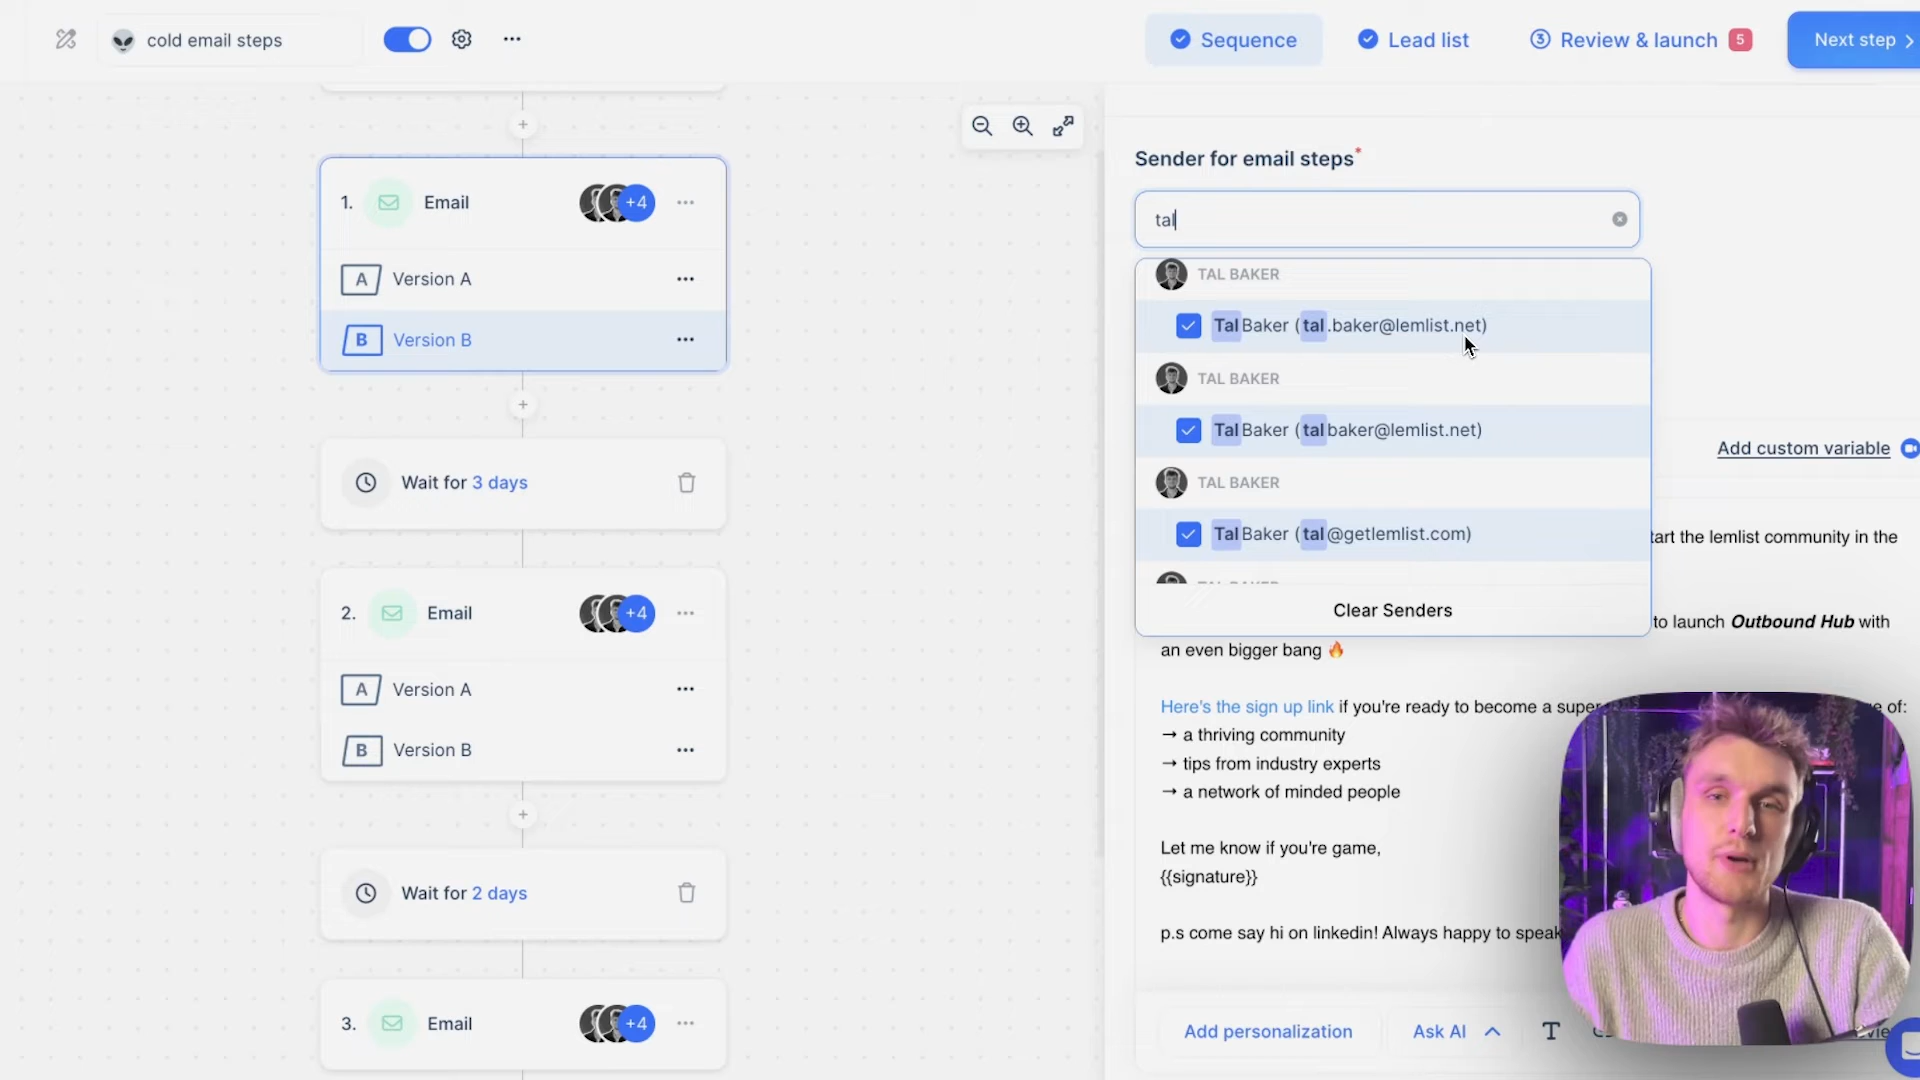 cold email steps
Sequence
Lead list
3 Review & launch 5
Next step
1. Email +4
A Version A
B Version B
Wait for 3 days
2. Email +4
A Version A
B Version B
Wait for 2 days
3. Email +4
Sender for email steps*
tal
TAL BAKER
Tal Baker (tal.baker@lemlist.net)
TAL BAKER
Tal Baker (talbaker@lemlist.net)
TAL BAKER
Tal Baker (tal@getlemlist.com)
TAL BAKER
Clear Senders
Add custom variable
tart the lemlist community in the
to launch Outbound Hub with
an even bigger bang 🔥
Here's the sign up link if you're ready to become a super of:
→ a thriving community
→ tips from industry experts
→ a network of minded people
Let me know if you're game,
{{signature}}
p.s come say hi on linkedin! Always happy to speak
Add personalization
Ask AI
T